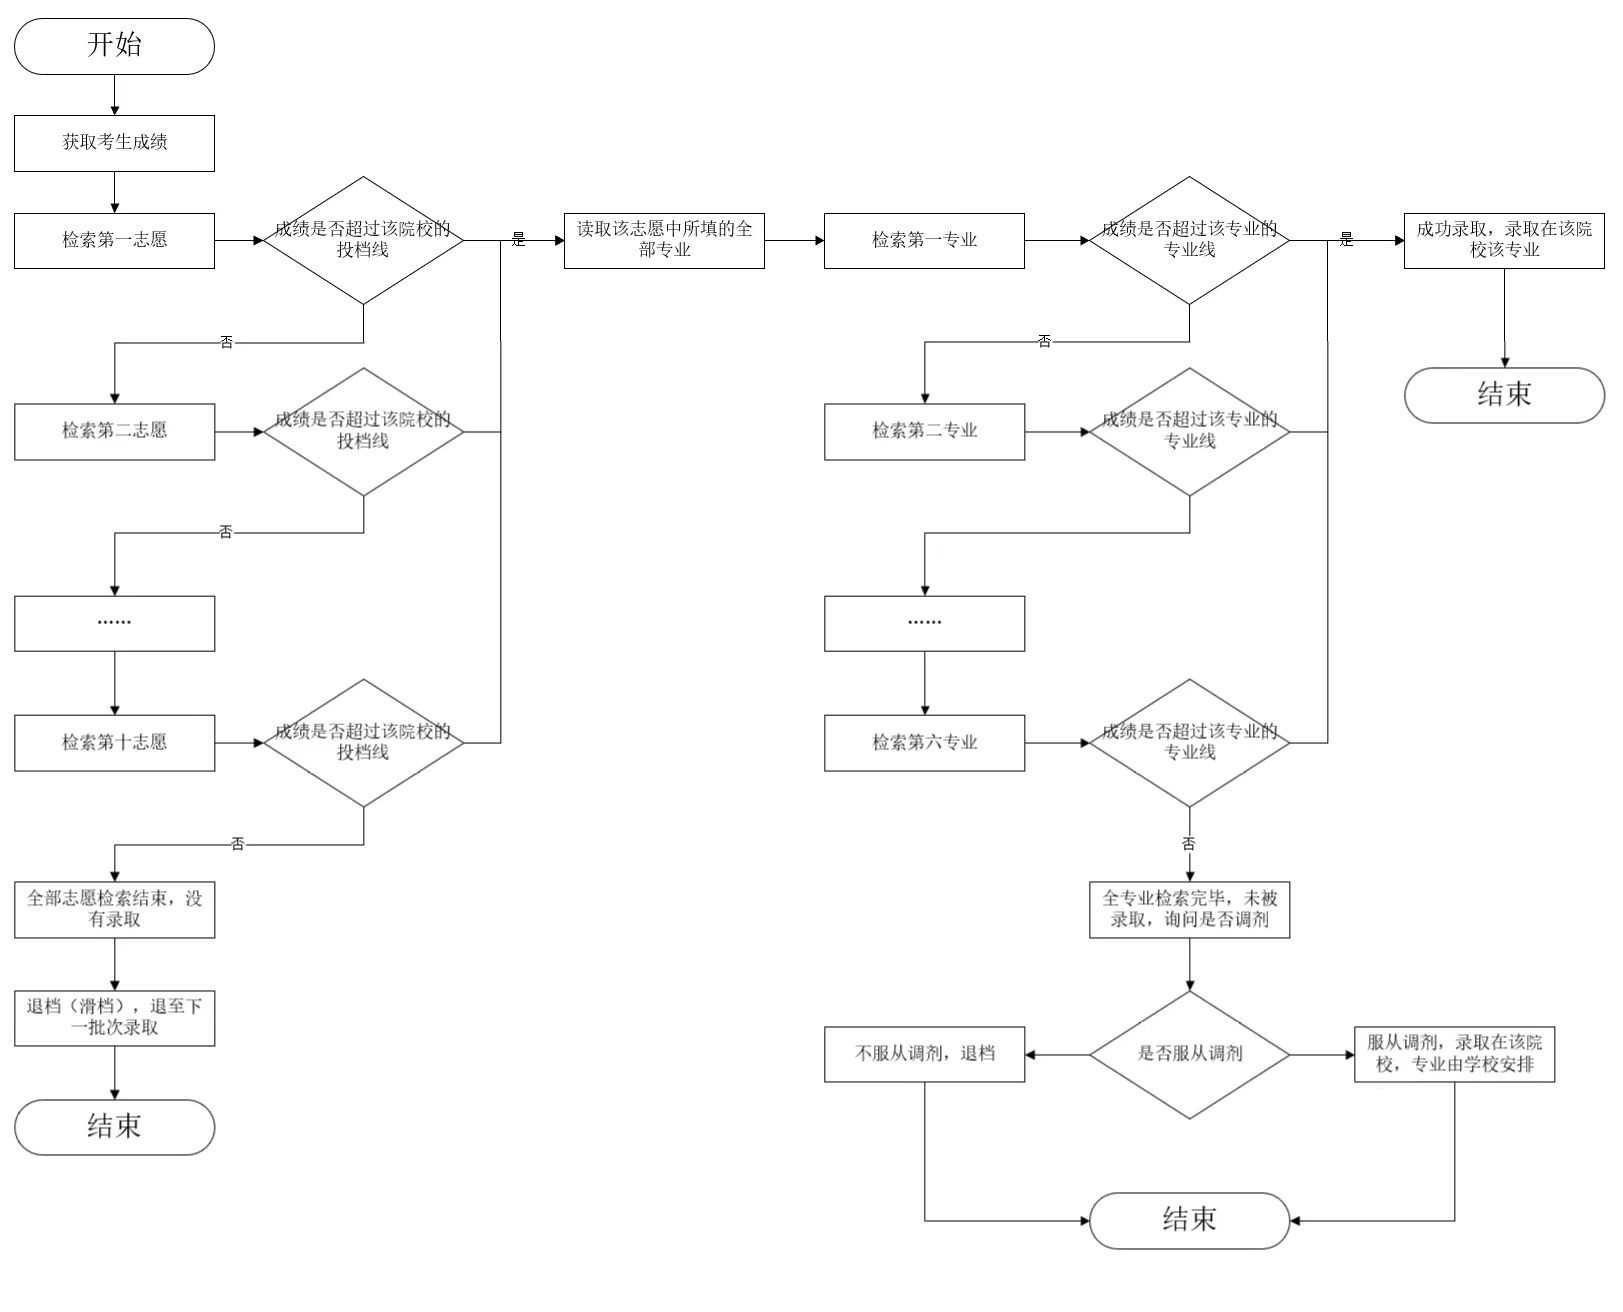 开始
获取考生成绩
检索第一志愿
成绩是否超过该院校的
投档线
是
读取该志愿中所填的全
部专业
检索第一专业
成绩是否超过该专业的
专业线
是
成功录取，录取在该院
校该专业
否
否
结束
检索第二志愿
成绩是否超过该院校的
投档线
检索第二专业
成绩是否超过该专业的
专业线
否
……
……
检索第十志愿
成绩是否超过该院校的
投档线
检索第六专业
成绩是否超过该专业的
专业线
否
否
全部志愿检索结束，没
有录取
全专业检索完毕，未被
录取，询问是否调剂
退档（滑档），退至下
一批次录取
不服从调剂，退档
是否服从调剂
服从调剂，录取在该院
校，专业由学校安排
结束
结束